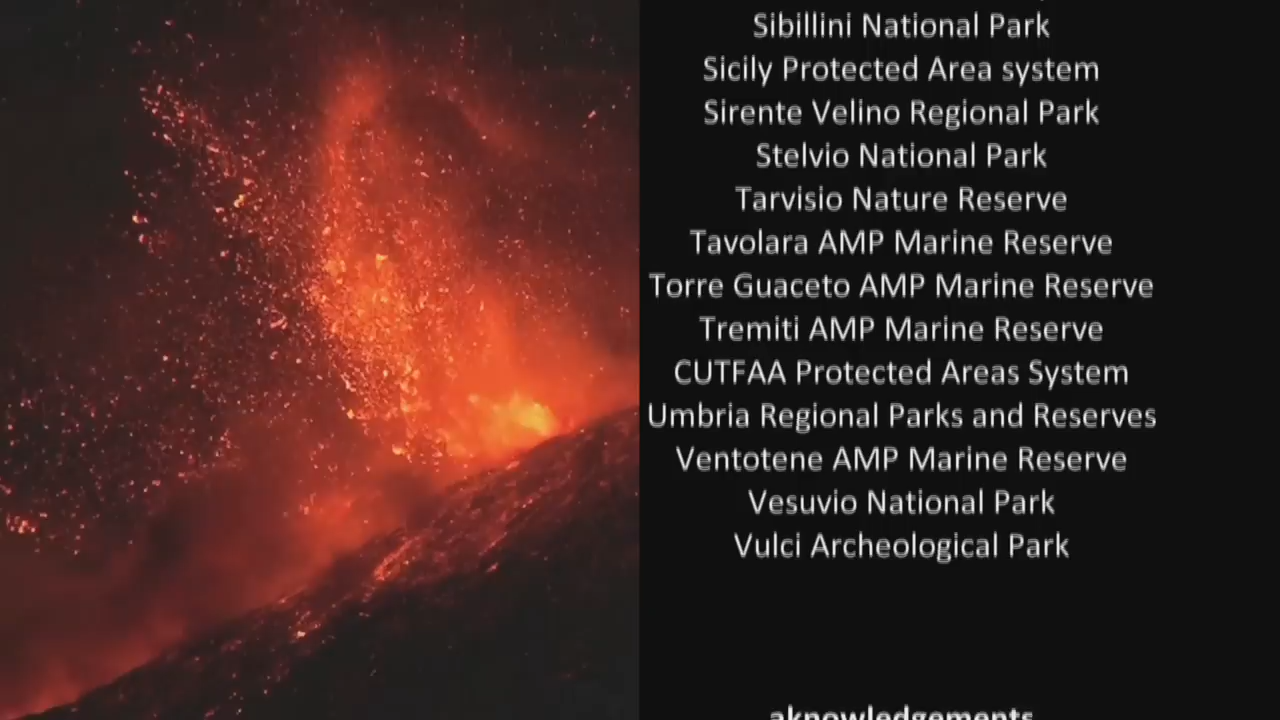 Sibillini National Park
Sicily Protected Area system
Sirente Velino Regional Park
Stelvio National Park
Tarvisio Nature Reserve
Tavolara AMP Marine Reserve
Torre Guaceto AMP Marine Reserve
Tremiti AMP Marine Reserve
CUTFAA Protected Areas System
Umbria Regional Parks and Reserves
Ventotene AMP Marine Reserve
Vesuvio National Park
Vulci Archeological Park
aknowledgements